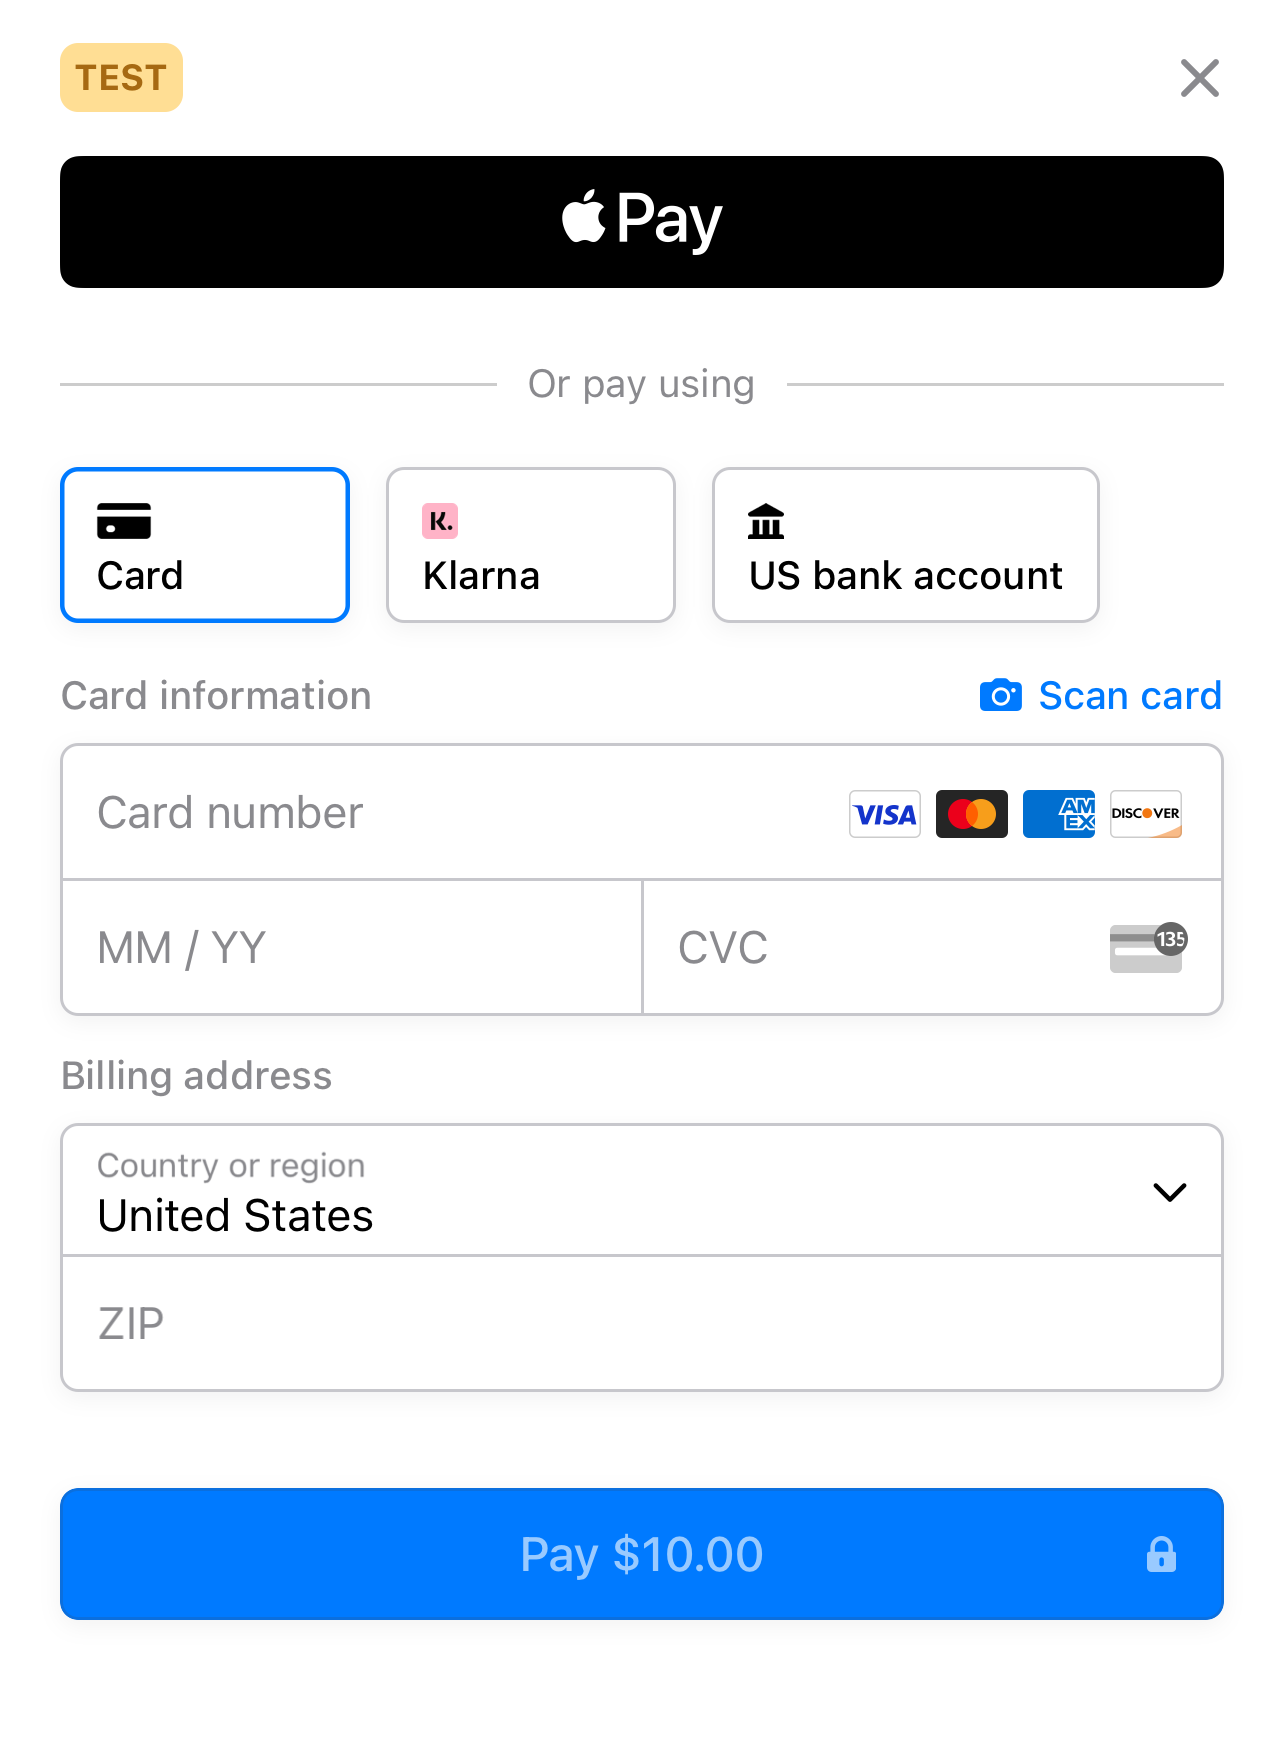 TEST
Pay
Or pay using
K.
Card
Klarna
US bank account
Card information
Scan card
Card number
VISA
AM
EX
DISCOVER
MM / YY
CVC
135
Billing address
Country or region
United States
ZIP
Pay $10.00